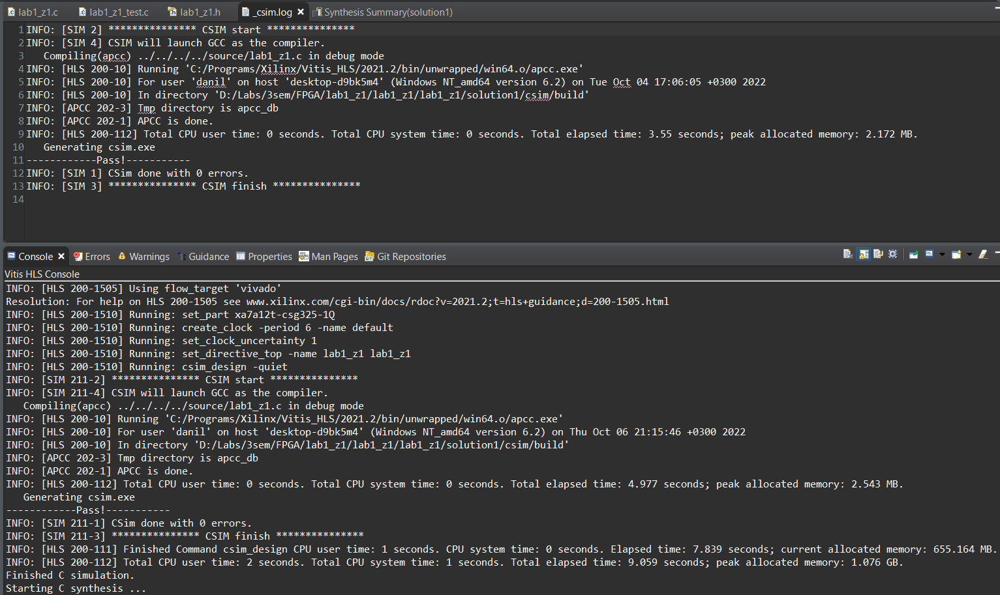 lab1_z1.c lab1_z1_test.c lab1_z1.h _csim.log Synthesis Summary(solution1)
1 INFO: [SIM 2] *************** CSIM start ***************
2 INFO: [SIM 4] CSIM will launch GCC as the compiler.
3 Compiling(apcc) ../../../../source/lab1_z1.c in debug mode
4 INFO: [HLS 200-10] Running 'C:/Programs/Xilinx/Vitis_HLS/2021.2/bin/unwrapped/win64.o/apcc.exe'
5 INFO: [HLS 200-10] For user 'danil' on host 'desktop-d9bk5m4' (Windows NT_amd64 version 6.2) on Tue Oct 04 17:06:05 +0300 2022
6 INFO: [HLS 200-10] In directory 'D:/Labs/3sem/FPGA/lab1_z1/lab1_z1/lab1_z1/solution1/csim/build'
7 INFO: [APCC 202-3] Tmp directory is apcc_db
8 INFO: [APCC 202-1] APCC is done.
9 INFO: [HLS 200-112] Total CPU user time: 0 seconds. Total CPU system time: 0 seconds. Total elapsed time: 3.55 seconds; peak allocated memory: 2.172 MB.
10 Generating csim.exe
11 ------------Pass!-----------
12 INFO: [SIM 1] CSim done with 0 errors.
13 INFO: [SIM 3] *************** CSIM finish ***************
14
Console Errors Warnings Guidance Properties Man Pages Git Repositories
Vitis HLS Console
INFO: [HLS 200-1505] Using flow_target 'vivado'
Resolution: For help on HLS 200-1505 see www.xilinx.com/cgi-bin/docs/rdoc?v=2021.2;t=hls+guidance;d=200-1505.html
INFO: [HLS 200-1510] Running: set_part xa7a12t-csg325-1Q
INFO: [HLS 200-1510] Running: create_clock -period 6 -name default
INFO: [HLS 200-1510] Running: set_clock_uncertainty 1
INFO: [HLS 200-1510] Running: set_directive_top -name lab1_z1 lab1_z1
INFO: [HLS 200-1510] Running: csim_design -quiet
INFO: [SIM 211-2] *************** CSIM start ***************
INFO: [SIM 211-4] CSIM will launch GCC as the compiler.
Compiling(apcc) ../../../../source/lab1_z1.c in debug mode
INFO: [HLS 200-10] Running 'C:/Programs/Xilinx/Vitis_HLS/2021.2/bin/unwrapped/win64.o/apcc.exe'
INFO: [HLS 200-10] For user 'danil' on host 'desktop-d9bk5m4' (Windows NT_amd64 version 6.2) on Thu Oct 06 21:15:46 +0300 2022
INFO: [HLS 200-10] In directory 'D:/Labs/3sem/FPGA/lab1_z1/lab1_z1/lab1_z1/solution1/csim/build'
INFO: [APCC 202-3] Tmp directory is apcc_db
INFO: [APCC 202-1] APCC is done.
INFO: [HLS 200-112] Total CPU user time: 0 seconds. Total CPU system time: 0 seconds. Total elapsed time: 4.977 seconds; peak allocated memory: 2.543 MB.
Generating csim.exe
------------Pass!-----------
INFO: [SIM 211-1] CSim done with 0 errors.
INFO: [SIM 211-3] *************** CSIM finish ***************
INFO: [HLS 200-111] Finished Command csim_design CPU user time: 1 seconds. CPU system time: 0 seconds. Elapsed time: 7.839 seconds; current allocated memory: 655.164 MB.
INFO: [HLS 200-112] Total CPU user time: 2 seconds. Total CPU system time: 1 seconds. Total elapsed time: 9.059 seconds; peak allocated memory: 1.076 GB.
Finished C simulation.
Starting C synthesis ...